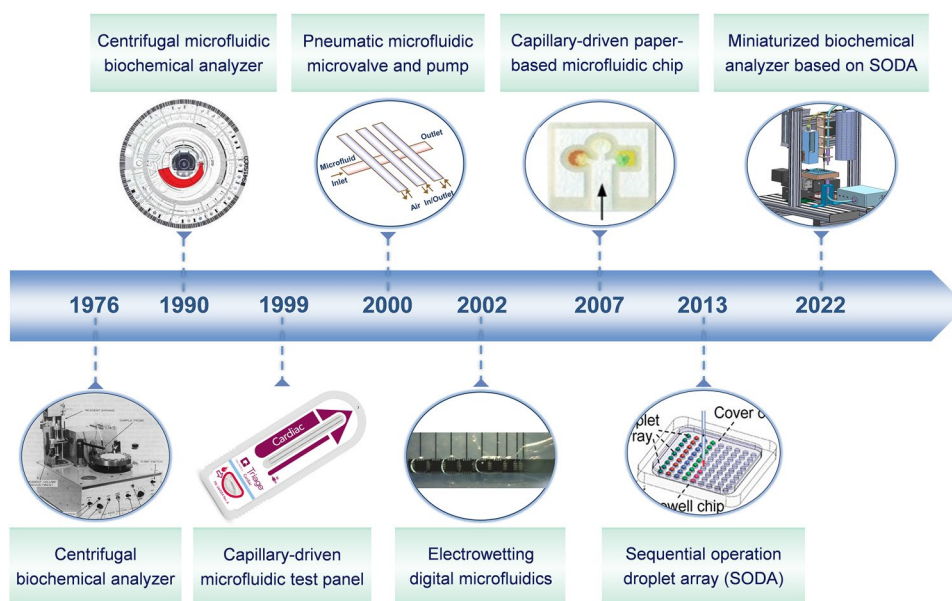 Centrifugal microfluidic
biochemical analyzer
Pneumatic microfluidic
microvalve and pump
Capillary-driven paper-
based microfluidic chip
Miniaturized biochemical
analyzer based on SODA
Outlet
Microfluid
Inlet
Air In/Outlet
1976 1990 1999 2000 2002 2007 2013 2022
Cardiac
Triage
Cover
plet
ray
well chip
Centrifugal
biochemical analyzer
Capillary-driven
microfluidic test panel
Electrowetting
digital microfluidics
Sequential operation
droplet array (SODA)